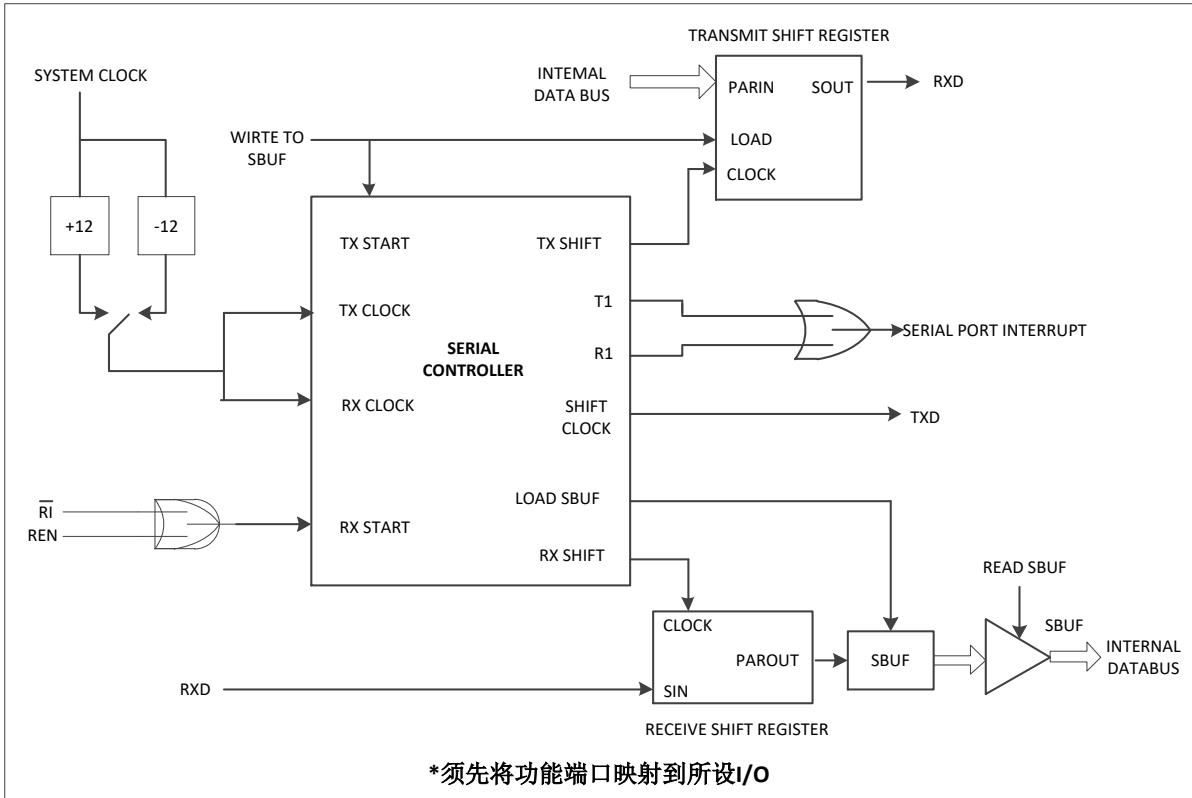 TRANSMIT SHIFT REGISTER
SYSTEM CLOCK
INTEMAL
DATA BUS
PARIN
SOUT
RXD
WIRTE TO
SBUF
LOAD
CLOCK
+12
-12
TX START
TX SHIFT
TX CLOCK
T1
SERIAL PORT INTERRUPT
R1
SERIAL
CONTROLLER
RX CLOCK
SHIFT
CLOCK
TXD
LOAD SBUF
R̅I̅
REN
RX START
RX SHIFT
READ SBUF
CLOCK
SBUF
PAROUT
SBUF
INTERNAL
DATABUS
RXD
SIN
RECEIVE SHIFT REGISTER
*须先将功能端口映射到所设I/O